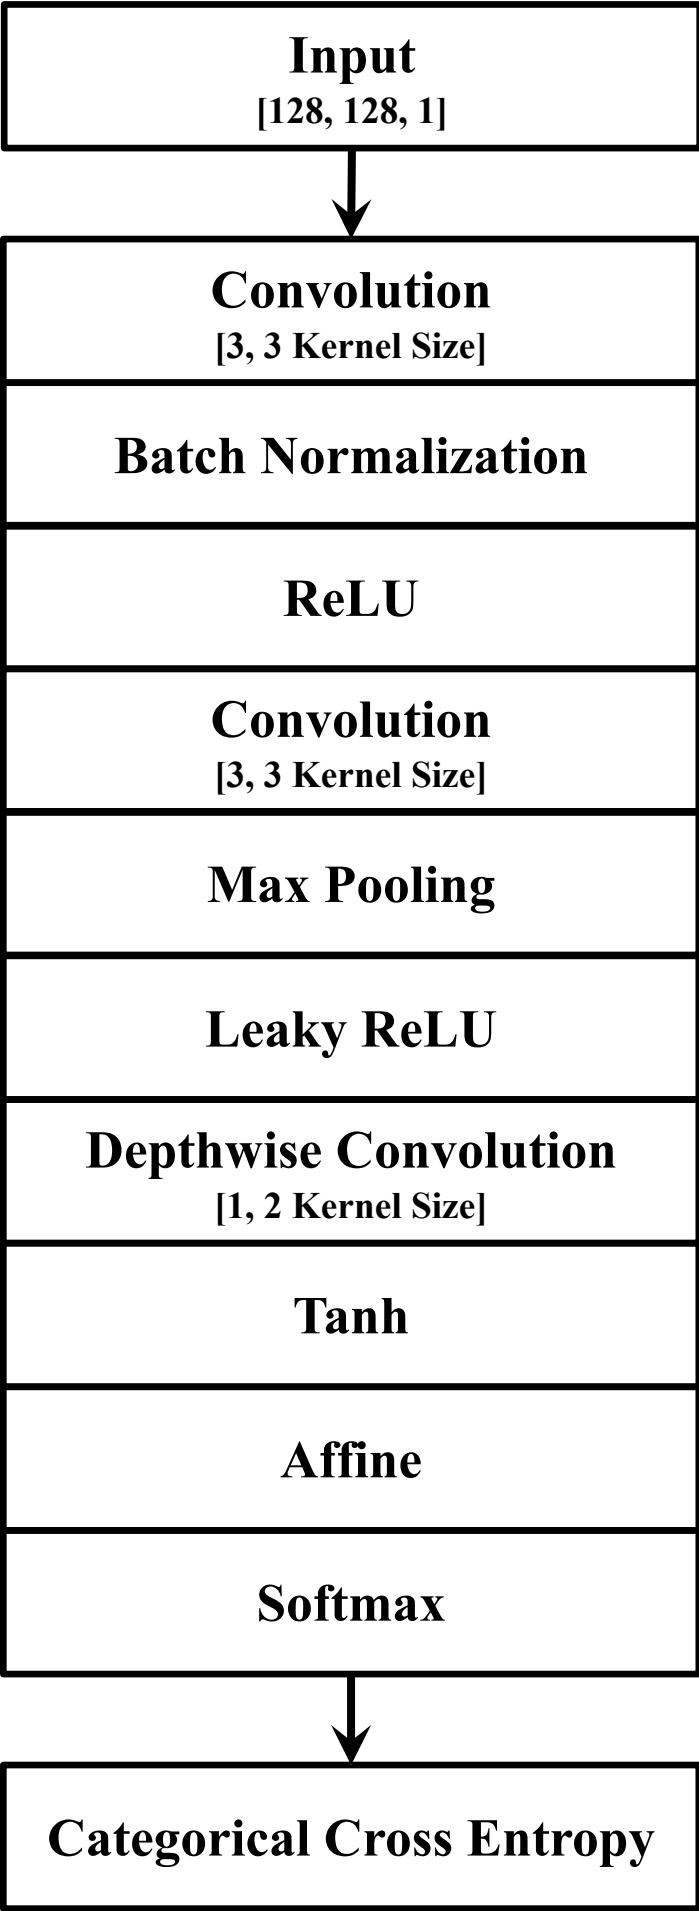 Input
[128, 128, 1]
Convolution
[3, 3 Kernel Size]
Batch Normalization
ReLU
Convolution
[3, 3 Kernel Size]
Max Pooling
Leaky ReLU
Depthwise Convolution
[1, 2 Kernel Size]
Tanh
Affine
Softmax
Categorical Cross Entropy